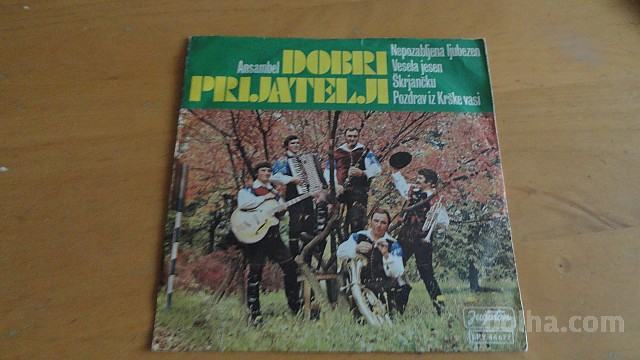 Ansambel DOBRI
PRIJATELJI
Nepozabljena ljubezen
Vesela jesen
Škrjančku
Pozdrav iz Krške vasi
Jugoton
bolha.com